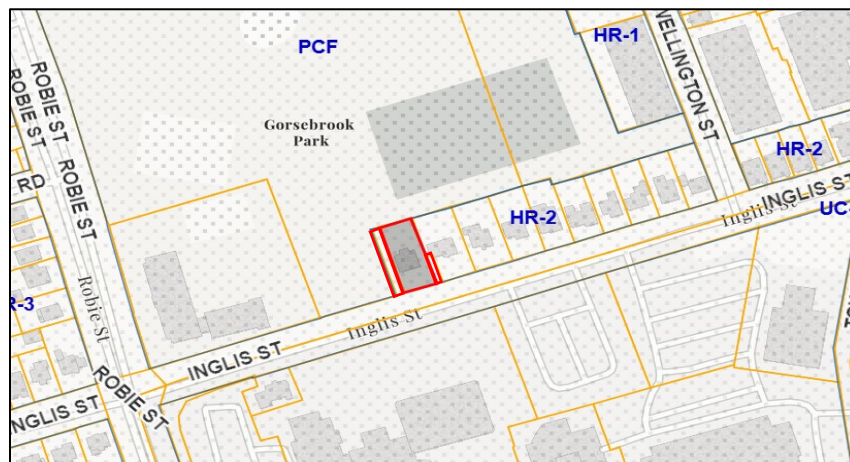 PCF
HR-1
WELLINGTON ST
ROBIE ST
ROBIE ST
ROBIE ST
Gorsebrook
Park
RD
HR-2
HR-2
INGLIS ST
Inglis St
UC-
R-3
Robie St
Inglis St
INGLIS ST
ROBIE ST
INGLIS ST